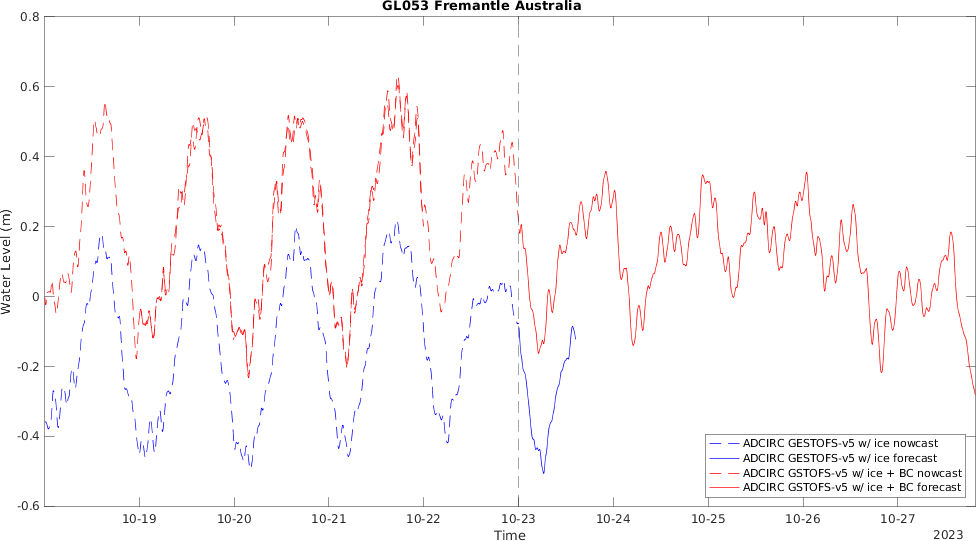 GL053 Fremantle Australia
0.8
0.6
0.4
0.2
0
-0.2
-0.4
-0.6
Water Level (m)
10-19 10-20 10-21 10-22 10-23 10-24 10-25 10-26 10-27
Time
2023
ADCIRC GESTOFS-v5 w/ ice nowcast
ADCIRC GESTOFS-v5 w/ ice forecast
ADCIRC GSTOFS-v5 w/ ice + BC nowcast
ADCIRC GSTOFS-v5 w/ ice + BC forecast